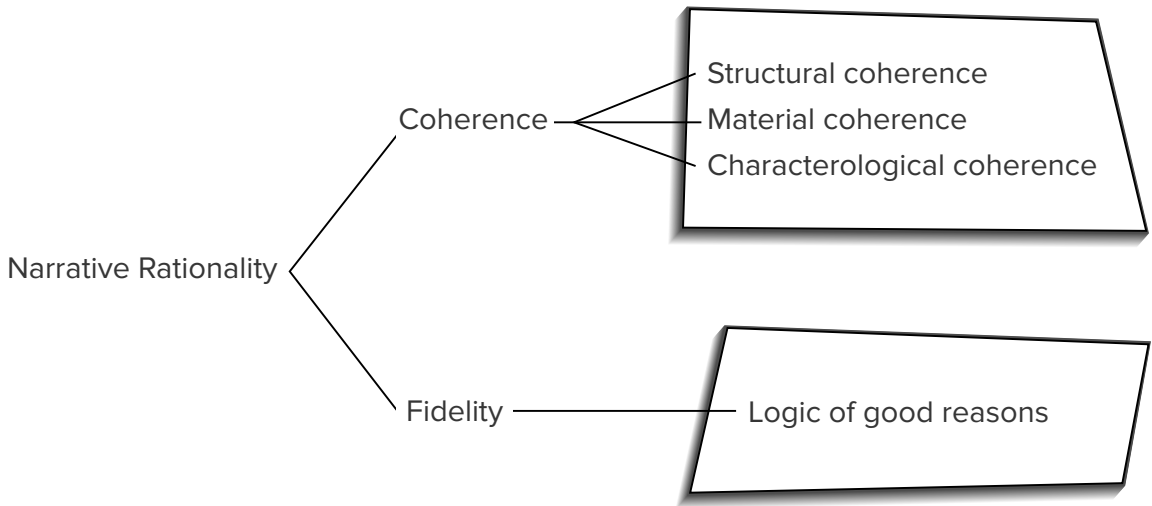 Structural coherence
Coherence
Material coherence
Characterological coherence
Narrative Rationality
Fidelity
Logic of good reasons